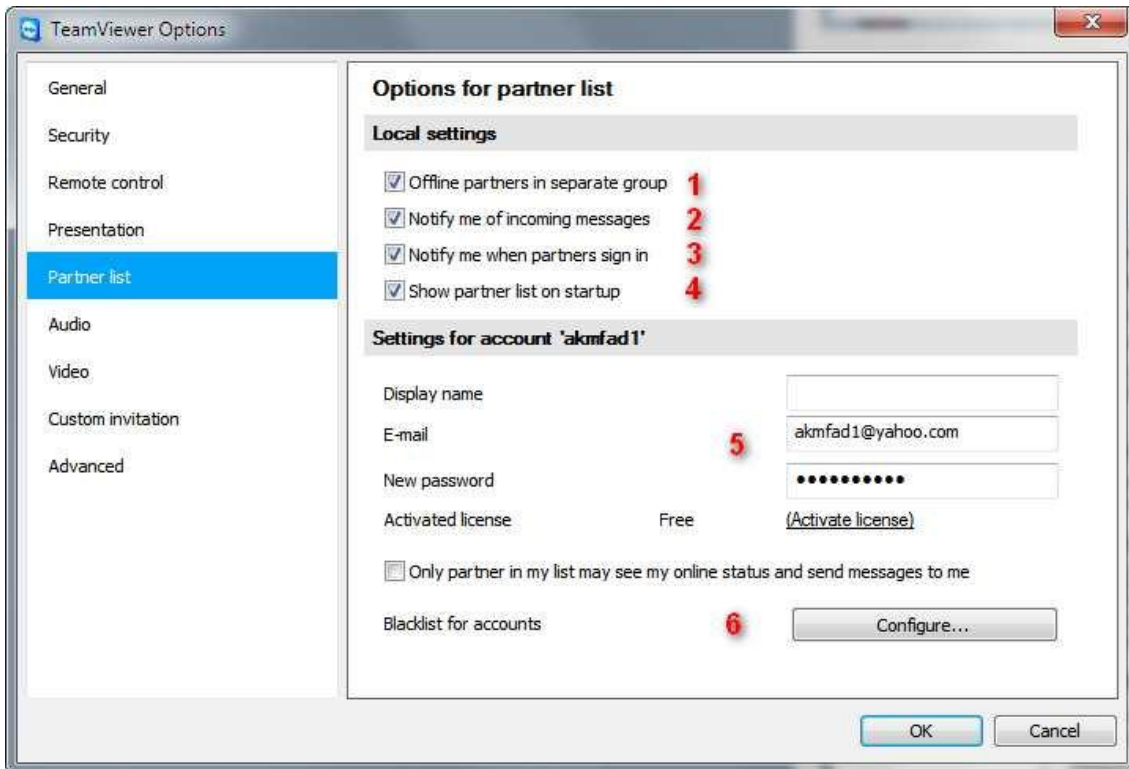 TeamViewer Options
General
Security
Remote control
Presentation
Partner list
Audio
Video
Custom invitation
Advanced
Options for partner list
Local settings
Offline partners in separate group 1
Notify me of incoming messages 2
Notify me when partners sign in 3
Show partner list on startup 4
Settings for account 'akmfad1'
Display name
E-mail akmfad1@yahoo.com
5
New password ••••••••••
Activated license Free (Activate license)
Only partner in my list may see my online status and send messages to me
Blacklist for accounts 6 Configure...
OK Cancel